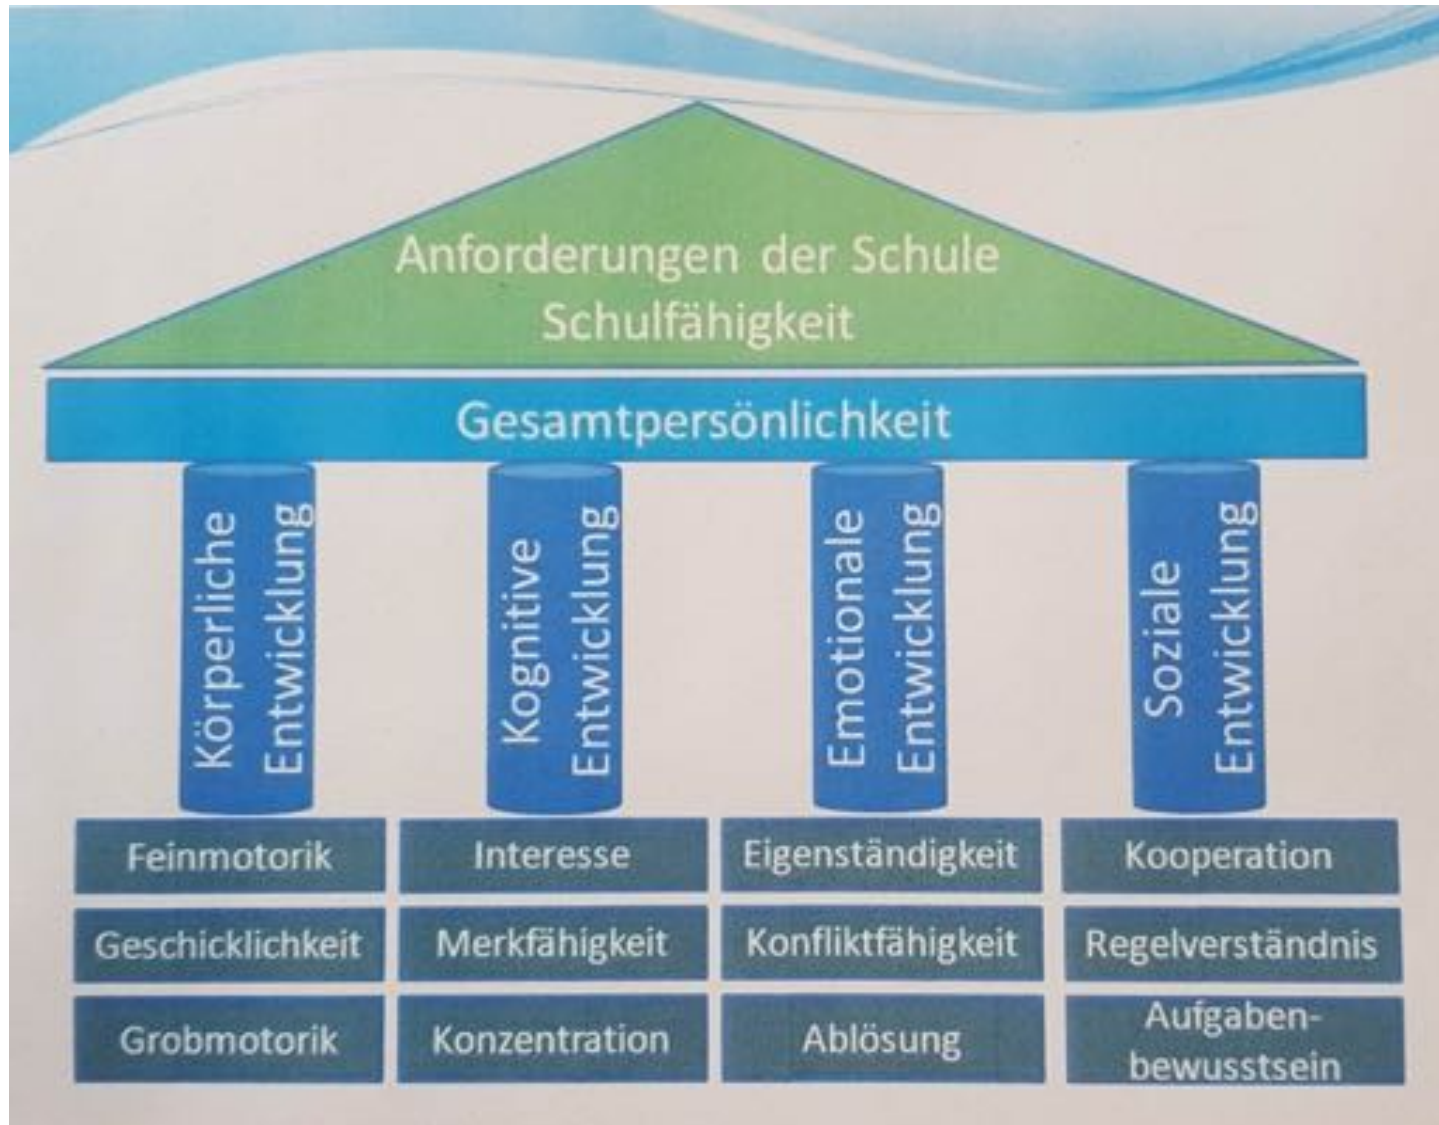 Anforderungen der Schule
Schulfähigkeit
Gesamtpersönlichkeit
Körperliche
Entwicklung
Kognitive
Entwicklung
Emotionale
Entwicklung
Soziale
Entwicklung
Feinmotorik
Interesse
Eigenständigkeit
Kooperation
Geschicklichkeit
Merkfähigkeit
Konfliktfähigkeit
Regelverständnis
Grobmotorik
Konzentration
Ablösung
Aufgaben-
bewusstsein